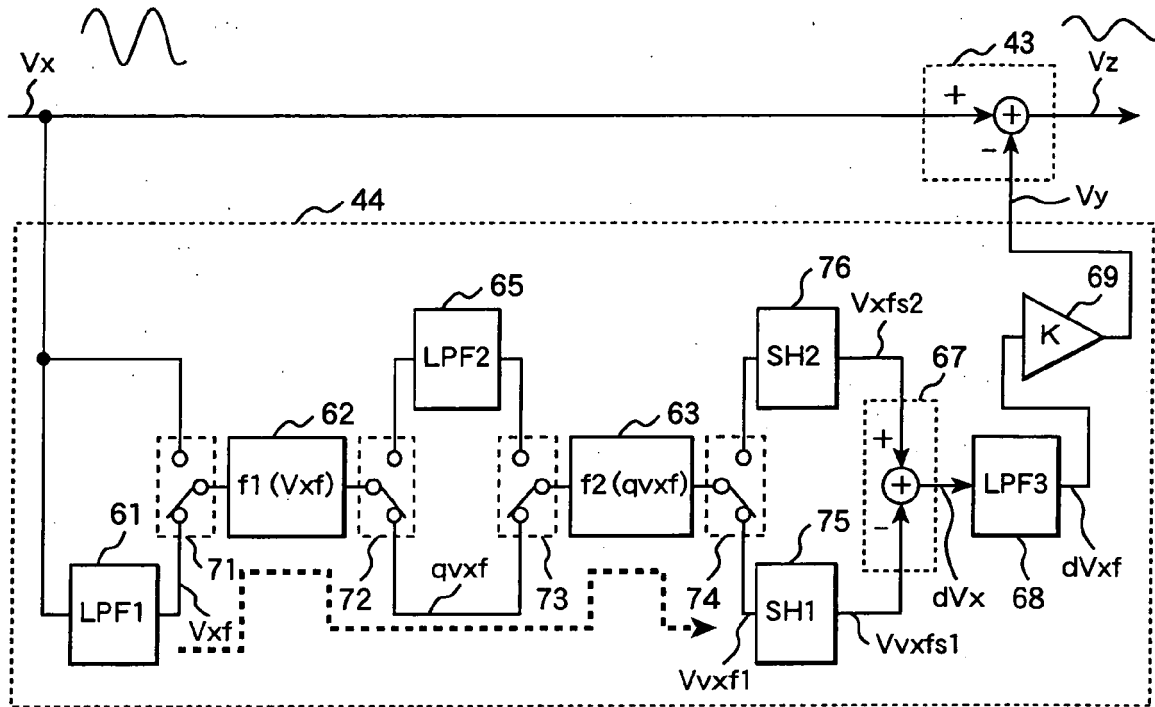 43
Vx
Vz
+
+
-
Vy
44
65
76
Vxfs2
69
K
LPF2
SH2
67
62
63
+
f1 (Vxf)
f2 (qvxf)
+
LPF3
61
71
72
qvxf
73
74
75
-
dVx
68
dVxf
LPF1
Vxf
SH1
Vvxf1
Vvxfs1